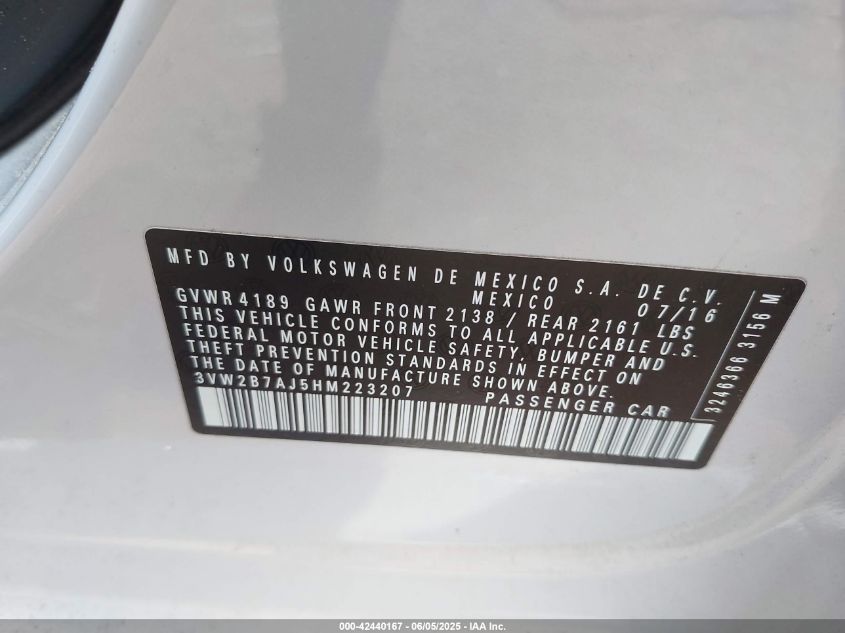 MFD BY VOLKSWAGEN DE MEXICO S.A. DE C.V.
MEXICO 07/16
GVWR 4189 GAWR FRONT 2138 / REAR 2161 LBS
THIS VEHICLE CONFORMS TO ALL APPLICABLE U.S.
FEDERAL MOTOR VEHICLE SAFETY, BUMPER AND
THEFT PREVENTION STANDARDS IN EFFECT ON
THE DATE OF MANUFACTURE SHOWN ABOVE.
3VW2B7AJ5HM223207 PASSENGER CAR
3246366 3156 M
000-42440167 - 06/05/2025 - IAA Inc.